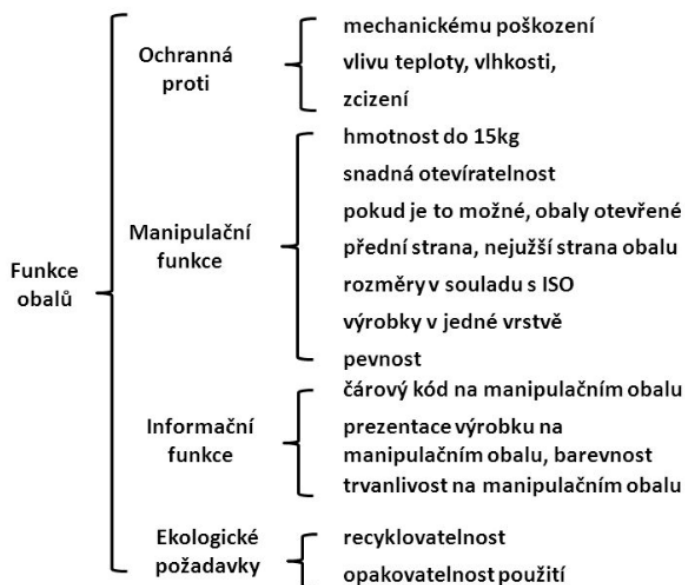 Funkce
obalů
Ochranná
proti
mechanickému poškození
vlivu teploty, vlhkosti,
zcizení
Manipulační
funkce
hmotnost do 15kg
snadná otevíratelnost
pokud je to možné, obaly otevřené
přední strana, nejužší strana obalu
rozměry v souladu s ISO
výrobky v jedné vrstvě
pevnost
Informační
funkce
čárový kód na manipulačním obalu
prezentace výrobku na
manipulačním obalu, barevnost
trvanlivost na manipulačním obalu
Ekologické
požadavky
recyklovatelnost
opakovatelnost použití